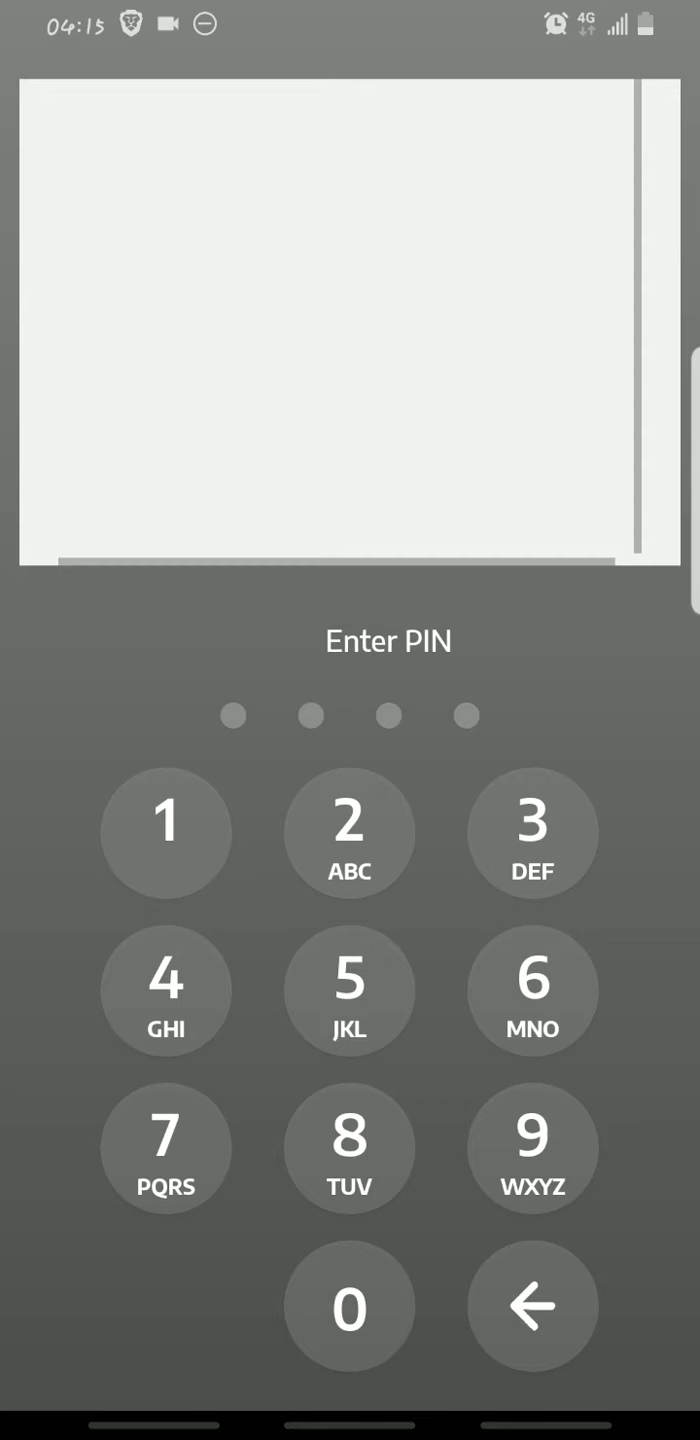 04:15 4G
Enter PIN
1 2 3
ABC DEF
4 5 6
GHI JKL MNO
7 8 9
PQRS TUV WXYZ
0